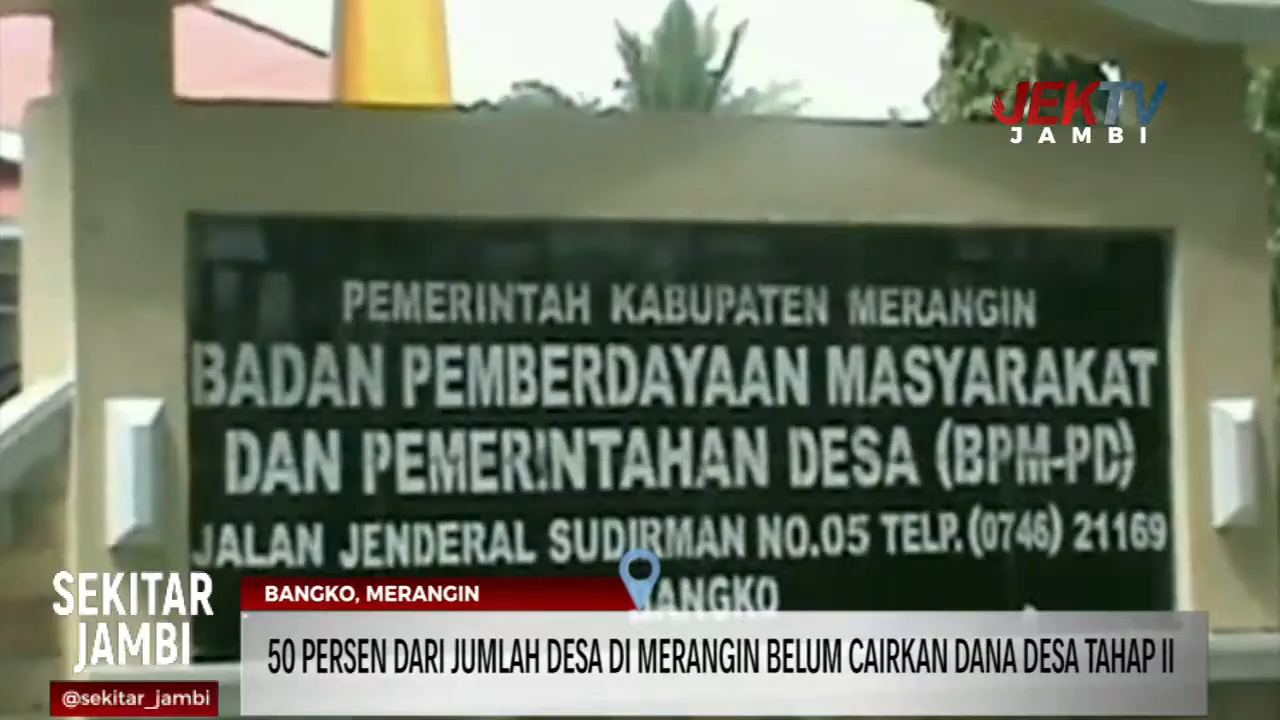 JEKTV
JAMBI
PEMERINTAH KABUPATEN MERANGIN
BADAN PEMBERDAYAAN MASYARAKAT
DAN PEMERINTAHAN DESA (BPM-PD)
JALAN JENDERAL SUDIRMAN NO.05 TELP.(0746) 21169
SEKITAR
JAMBI
@sekitar_jambi
BANGKO, MERANGIN
50 PERSEN DARI JUMLAH DESA DI MERANGIN BELUM CAIRKAN DANA DESA TAHAP II